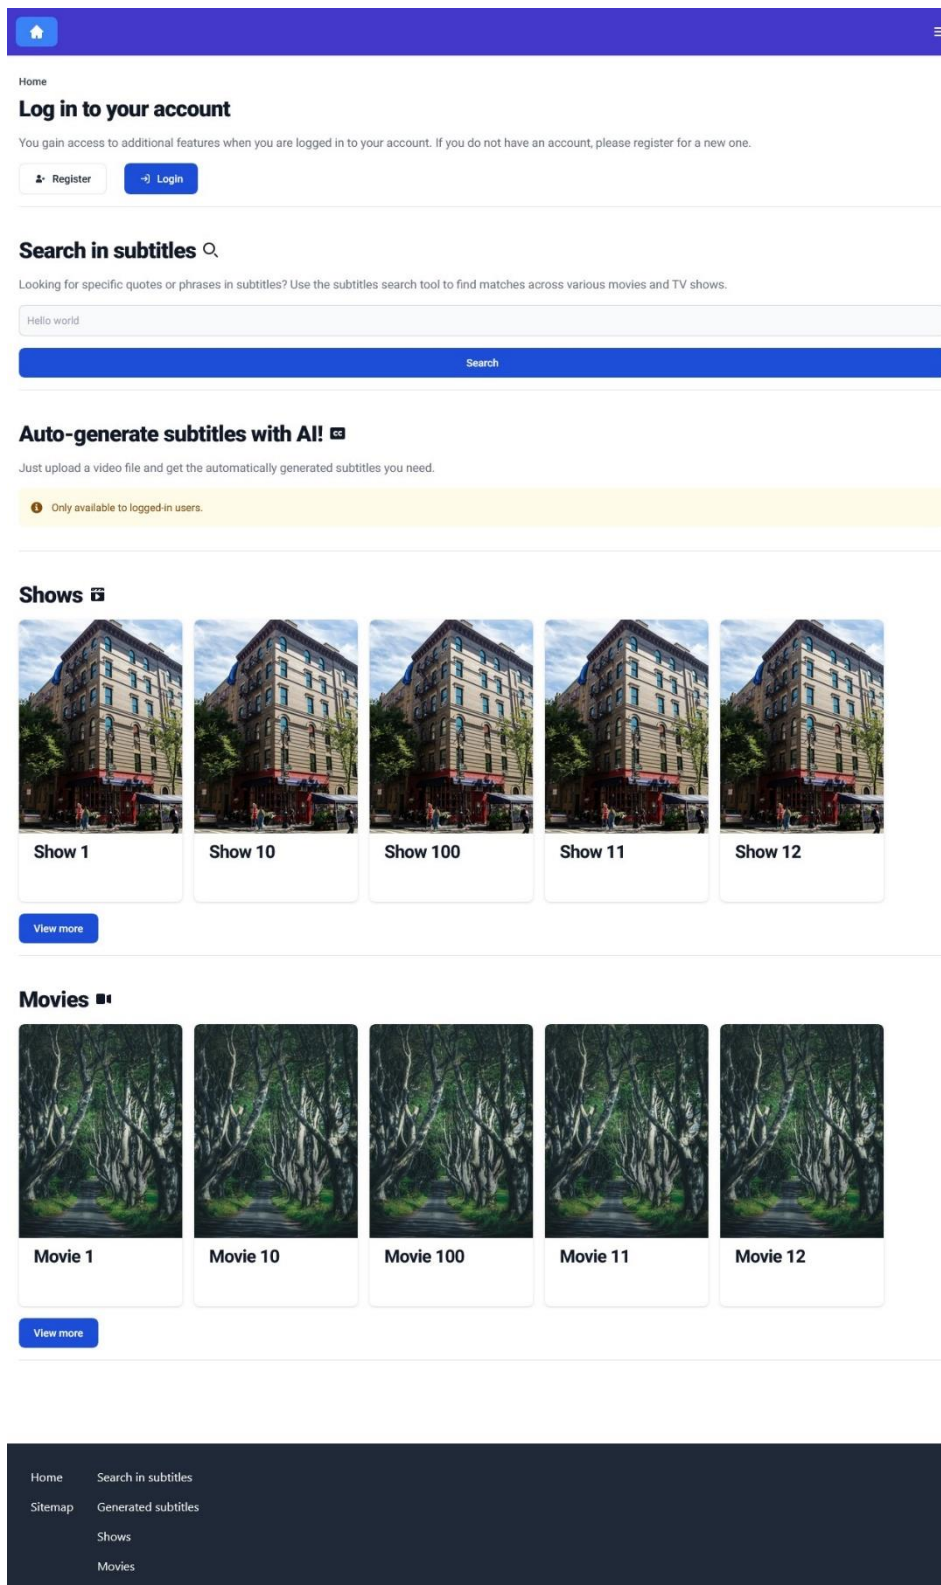 Home
Log in to your account
You gain access to additional features when you are logged in to your account. If you do not have an account, please register for a new one.
Register
Login
Search in subtitles
Looking for specific quotes or phrases in subtitles? Use the subtitles search tool to find matches across various movies and TV shows.
Hello world
Search
Auto-generate subtitles with AI! CC
Just upload a video file and get the automatically generated subtitles you need.
Only available to logged-in users.
Shows
Show 1
Show 10
Show 100
Show 11
Show 12
View more
Movies
Movie 1
Movie 10
Movie 100
Movie 11
Movie 12
View more
Home
Search in subtitles
Sitemap
Generated subtitles
Shows
Movies